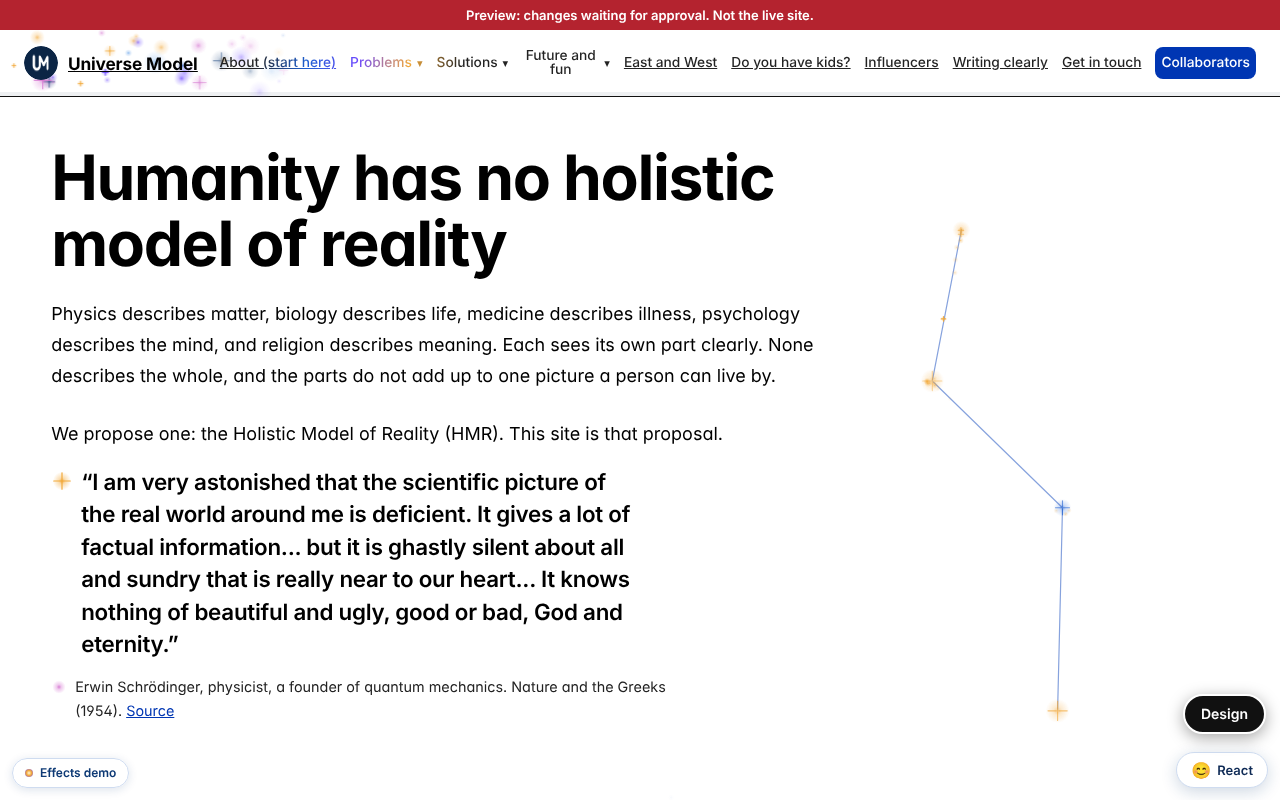 Preview: changes waiting for approval. Not the live site.
UM
Universe Model
About (start here)
Problems ▾
Solutions ▾
Future and
fun ▾
East and West
Do you have kids?
Influencers
Writing clearly
Get in touch
Collaborators
Humanity has no holistic
model of reality
Physics describes matter, biology describes life, medicine describes illness, psychology
describes the mind, and religion describes meaning. Each sees its own part clearly. None
describes the whole, and the parts do not add up to one picture a person can live by.
We propose one: the Holistic Model of Reality (HMR). This site is that proposal.
“I am very astonished that the scientific picture of
the real world around me is deficient. It gives a lot of
factual information… but it is ghastly silent about all
and sundry that is really near to our heart… It knows
nothing of beautiful and ugly, good or bad, God and
eternity.”
Erwin Schrödinger, physicist, a founder of quantum mechanics. Nature and the Greeks
(1954). Source
Design
Effects demo
React